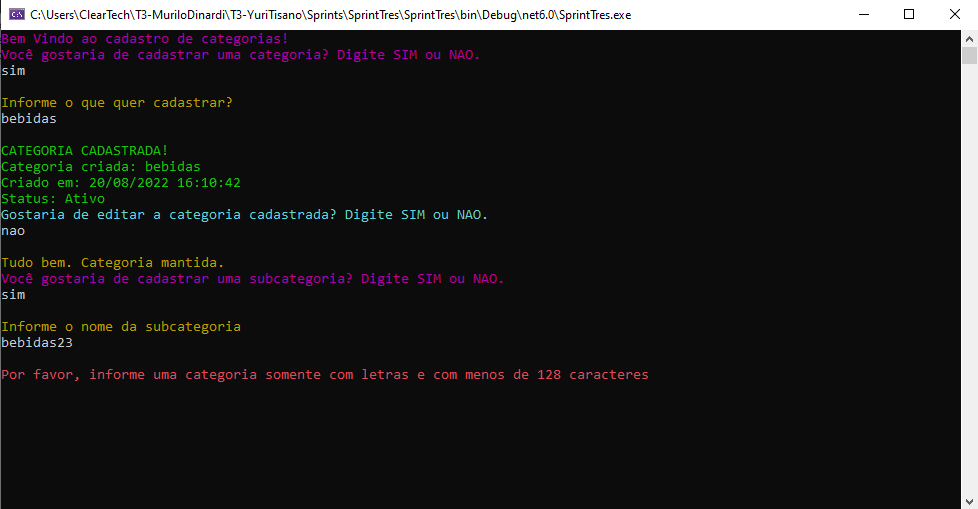 C:\Users\ClearTech\T3-MuriloDinardi\T3-YuriTisano\Sprints\SprintTres\SprintTres\bin\Debug\net6.0\SprintTres.exe
Bem Vindo ao cadastro de categorias!
Você gostaria de cadastrar uma categoria? Digite SIM ou NAO.
sim
Informe o que quer cadastrar?
bebidas
CATEGORIA CADASTRADA!
Categoria criada: bebidas
Criado em: 20/08/2022 16:10:42
Status: Ativo
Gostaria de editar a categoria cadastrada? Digite SIM ou NAO.
nao
Tudo bem. Categoria mantida.
Você gostaria de cadastrar uma subcategoria? Digite SIM ou NAO.
sim
Informe o nome da subcategoria
bebidas23
Por favor, informe uma categoria somente com letras e com menos de 128 caracteres